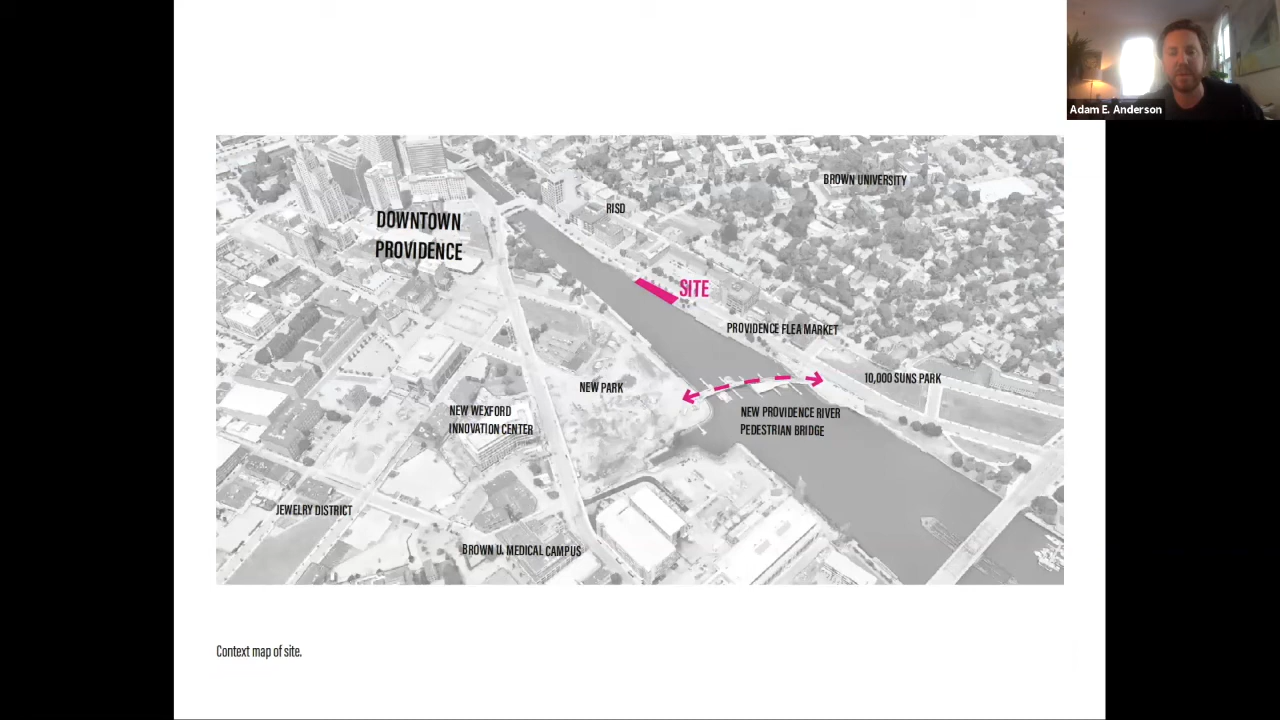 Adam E. Anderson
BROWN UNIVERSITY
RISD
DOWNTOWN
PROVIDENCE
SITE
PROVIDENCE FLEA MARKET
10,000 SUNS PARK
NEW PARK
NEW WEXFORD
INNOVATION CENTER
NEW PROVIDENCE RIVER
PEDESTRIAN BRIDGE
JEWELRY DISTRICT
BROWN U. MEDICAL CAMPUS
Context map of site.